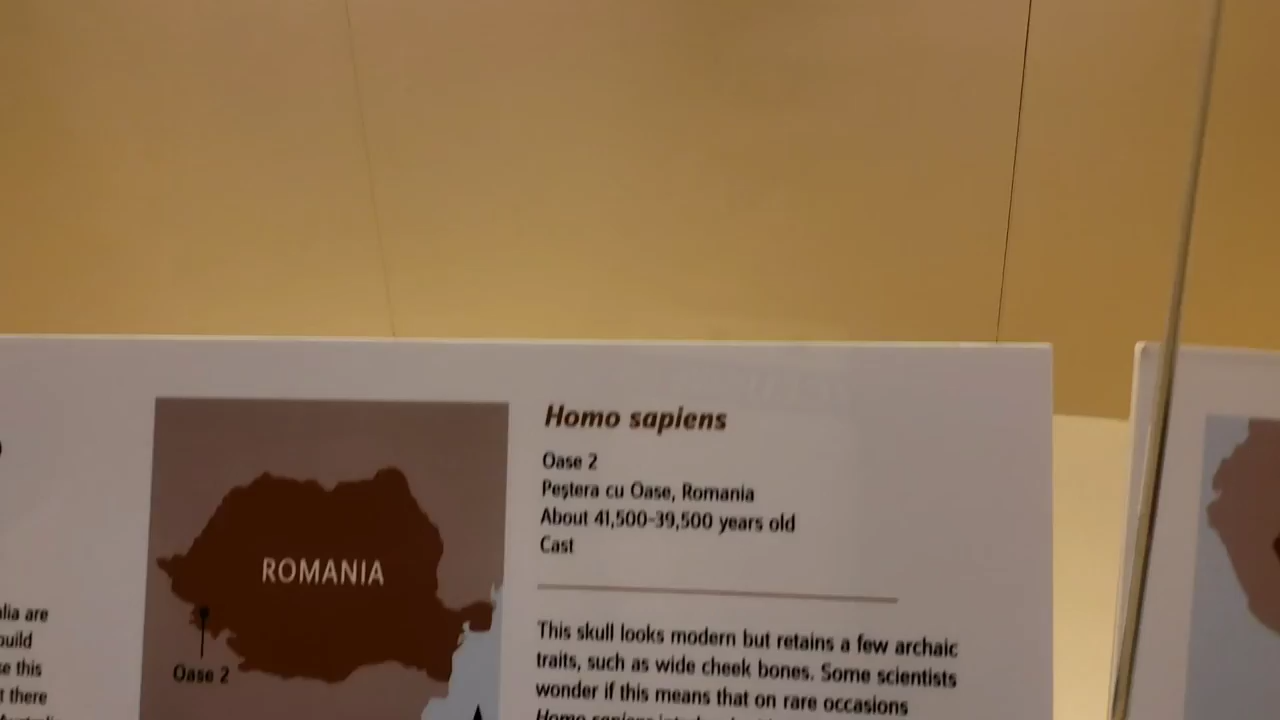 Homo sapiens
Oase 2
Peştera cu Oase, Romania
About 41,500-39,500 years old
Cast
ROMANIA
Oase 2
This skull looks modern but retains a few archaic
traits, such as wide cheek bones. Some scientists
wonder if this means that on rare occasions
Homo sapiens
are
this
there